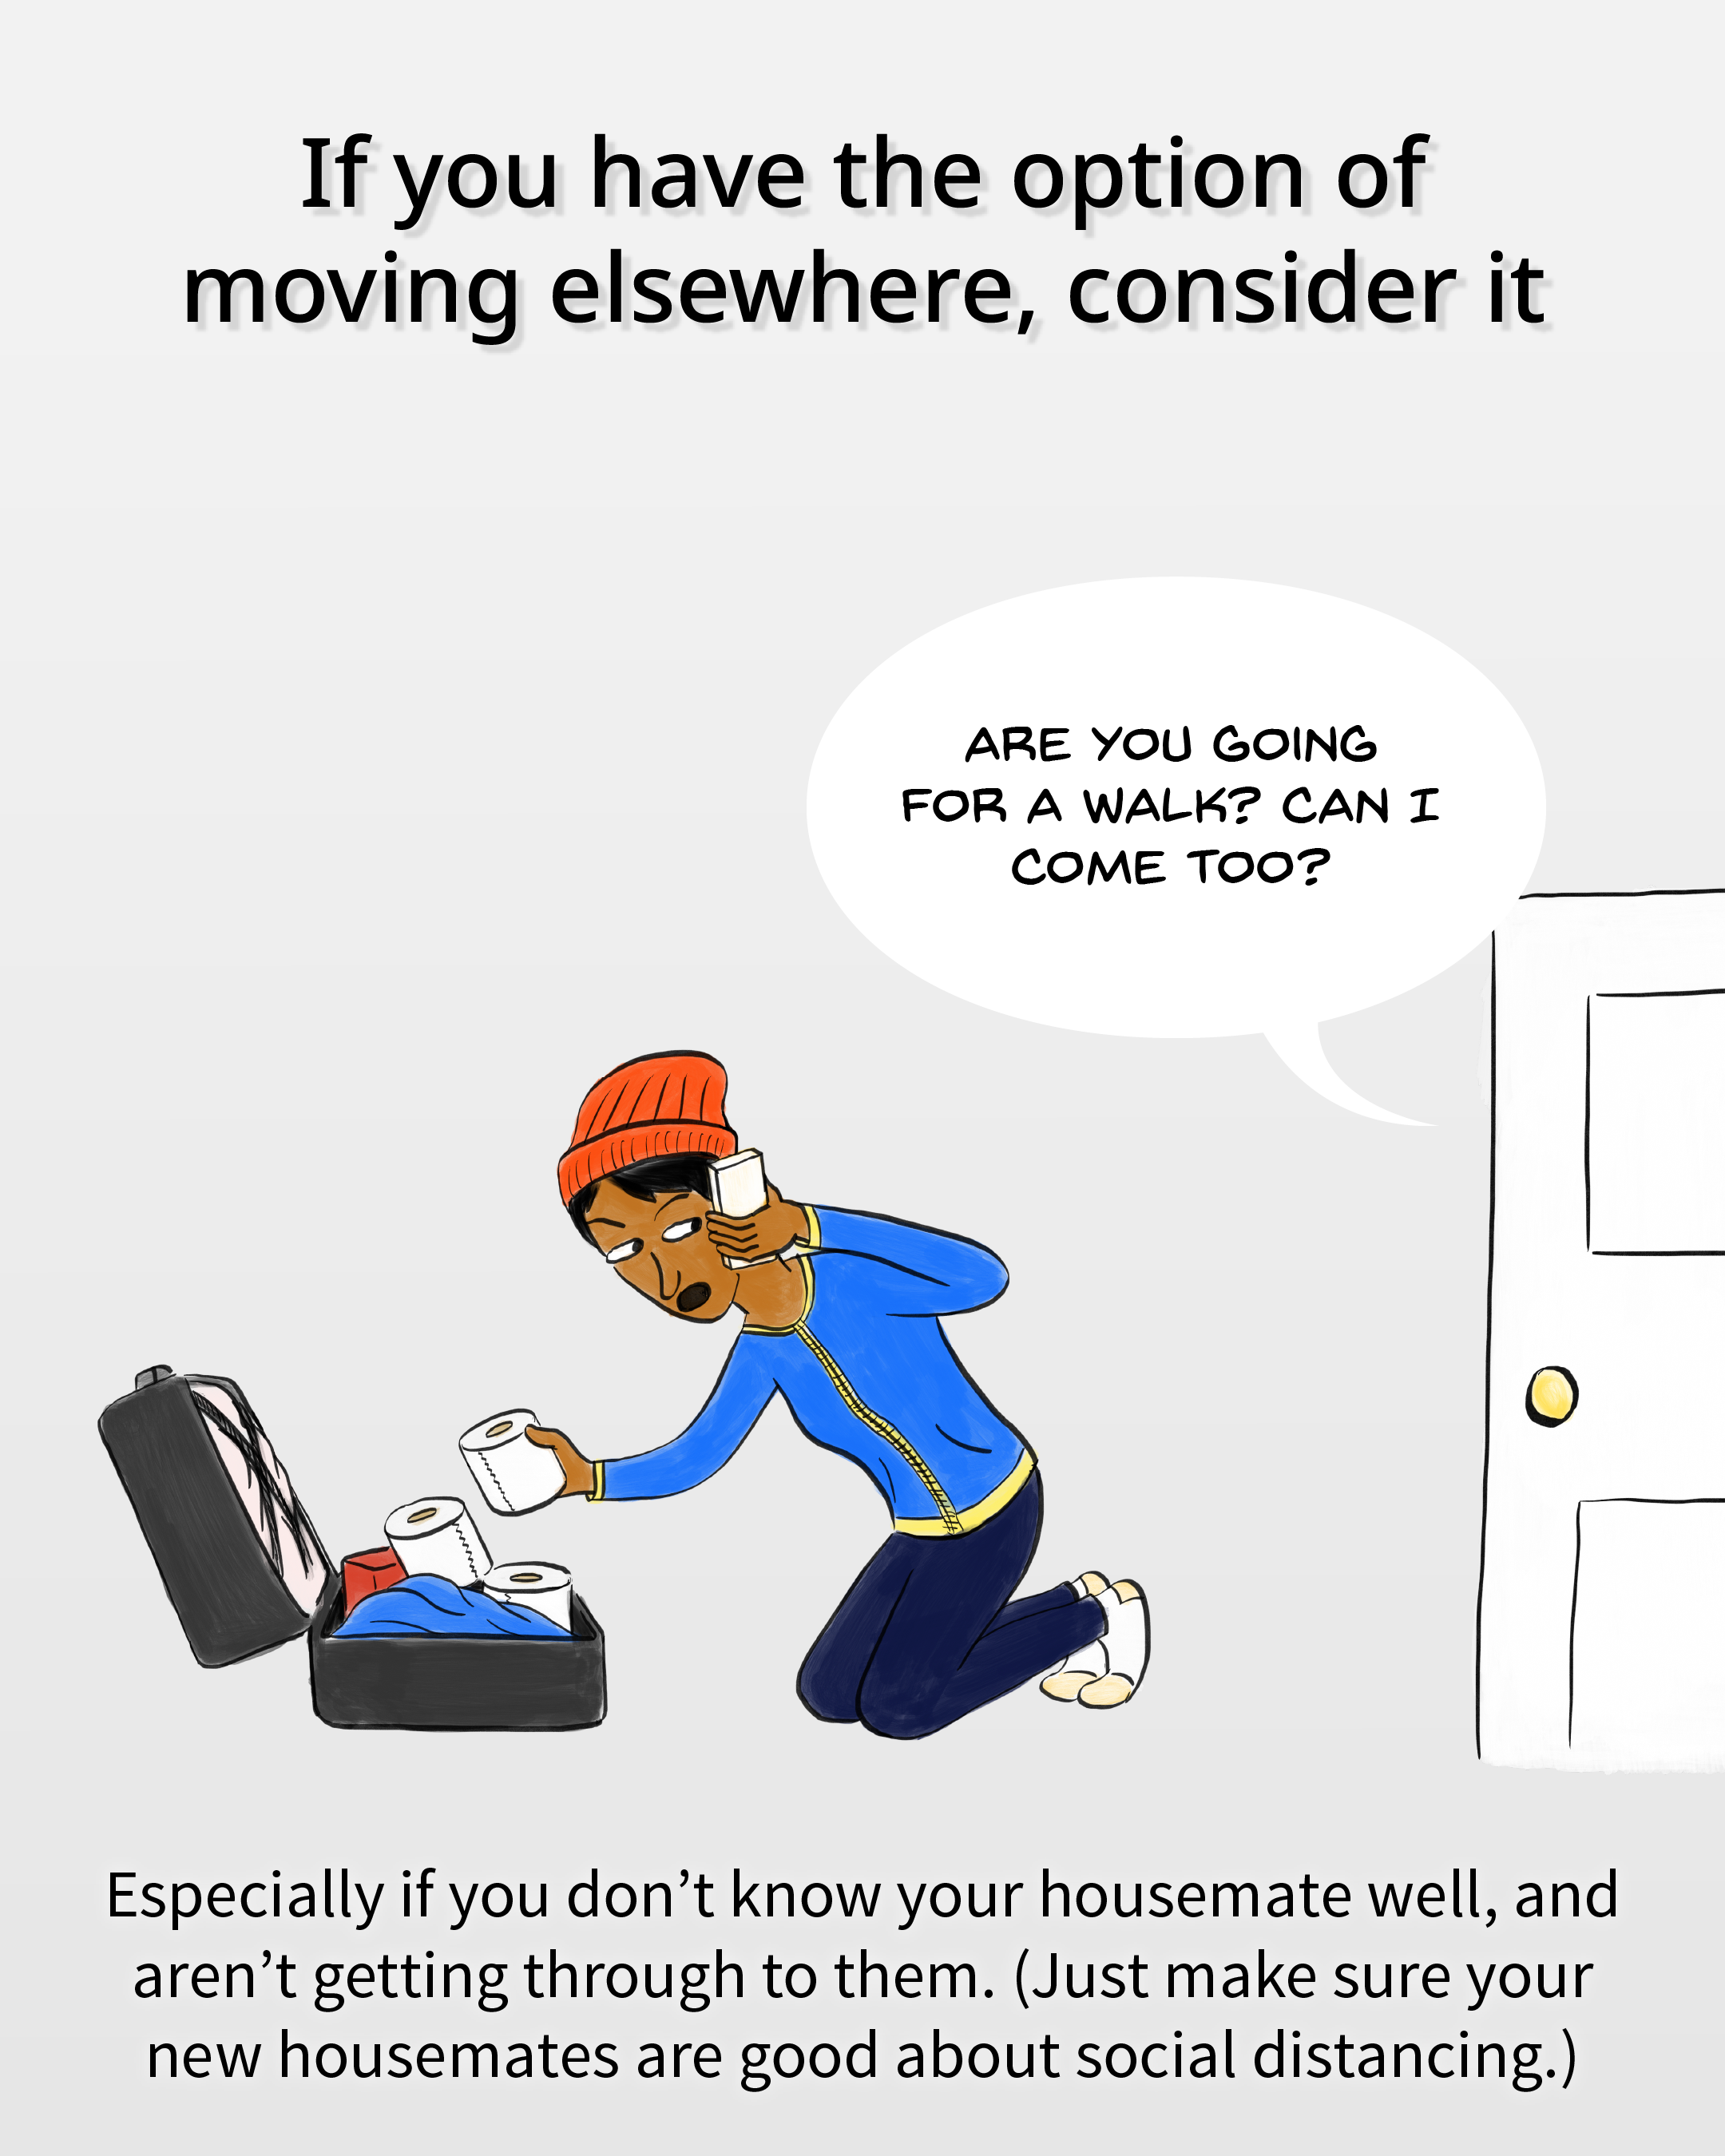 If you have the option of
moving elsewhere, consider it
ARE YOU GOING
FOR A WALK? CAN I
COME TOO?
Especially if you don’t know your housemate well, and
aren’t getting through to them. (Just make sure your
new housemates are good about social distancing.)